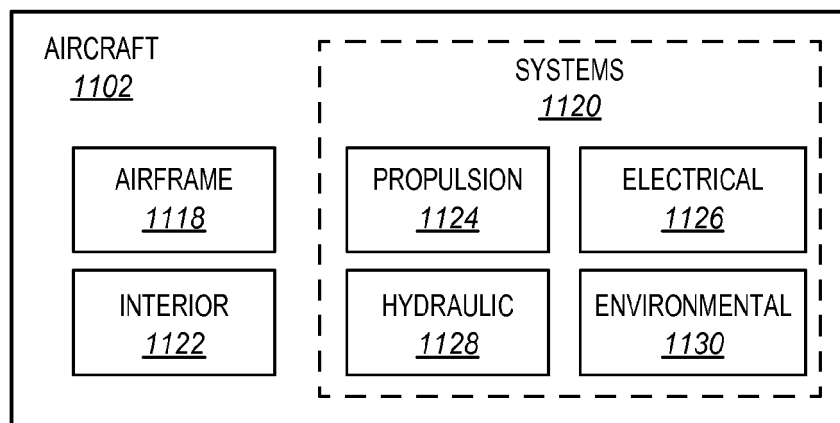 AIRCRAFT
1102
SYSTEMS
1120
AIRFRAME
1118
PROPULSION
1124
ELECTRICAL
1126
INTERIOR
1122
HYDRAULIC
1128
ENVIRONMENTAL
1130